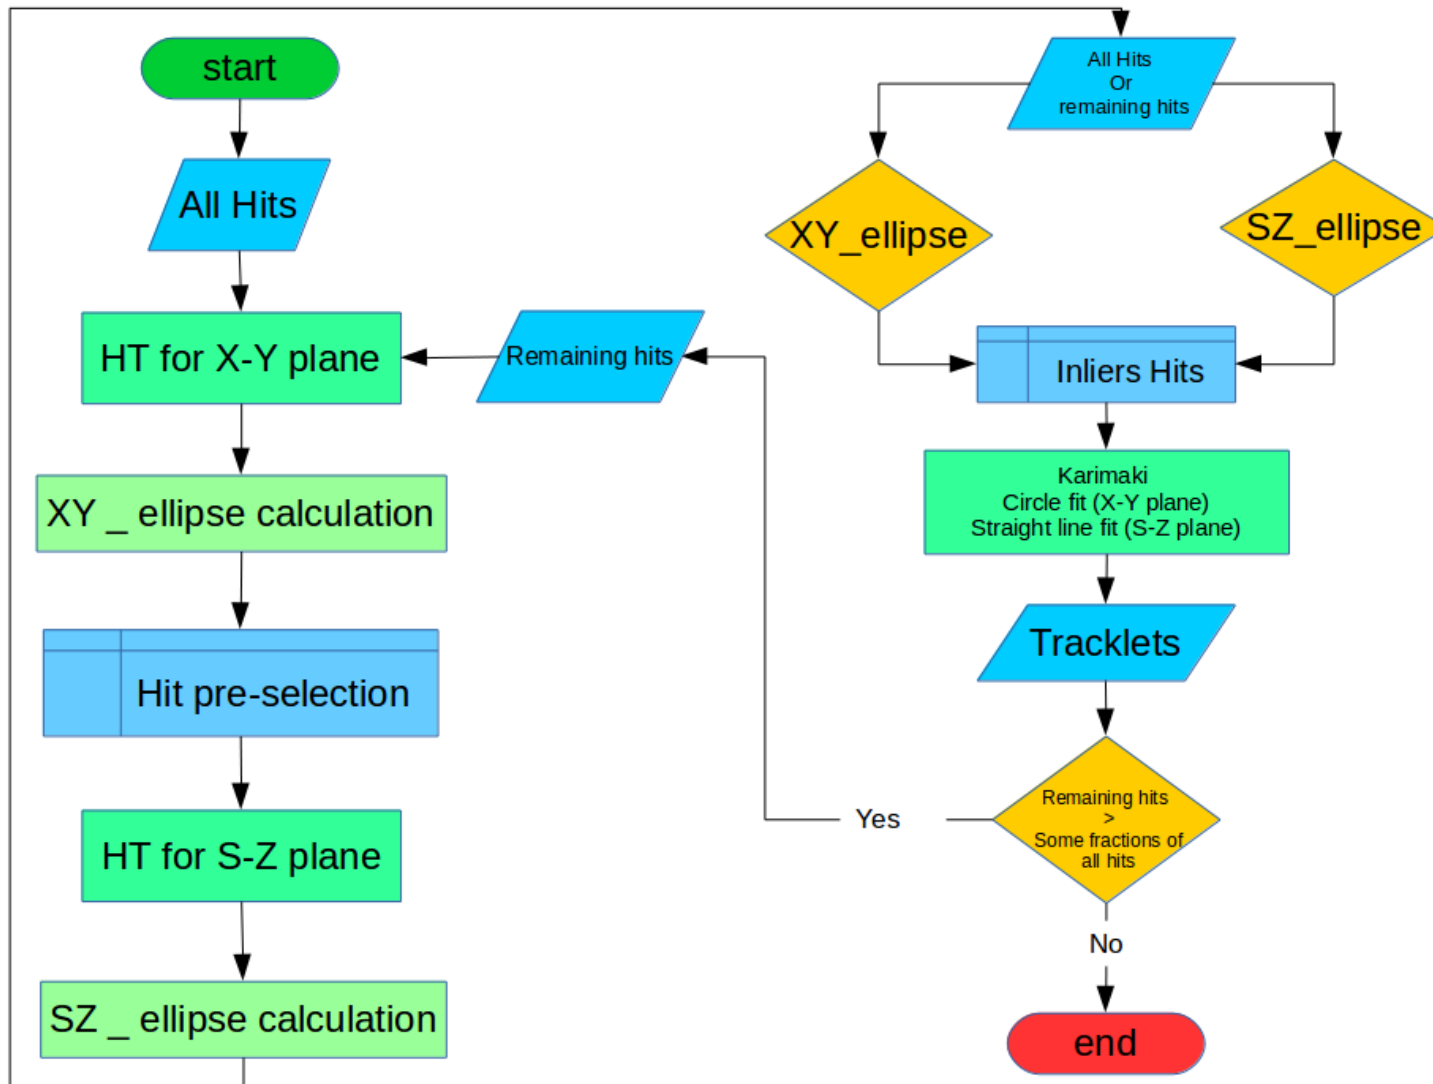 start
All Hits
HT for X-Y plane
XY _ ellipse calculation
Hit pre-selection
HT for S-Z plane
SZ _ ellipse calculation
Remaining hits
All Hits
Or
remaining hits
XY_ellipse
SZ_ellipse
Inliers Hits
Karimaki
Circle fit (X-Y plane)
Straight line fit (S-Z plane)
Tracklets
Remaining hits
>
Some fractions of
all hits
Yes
No
end